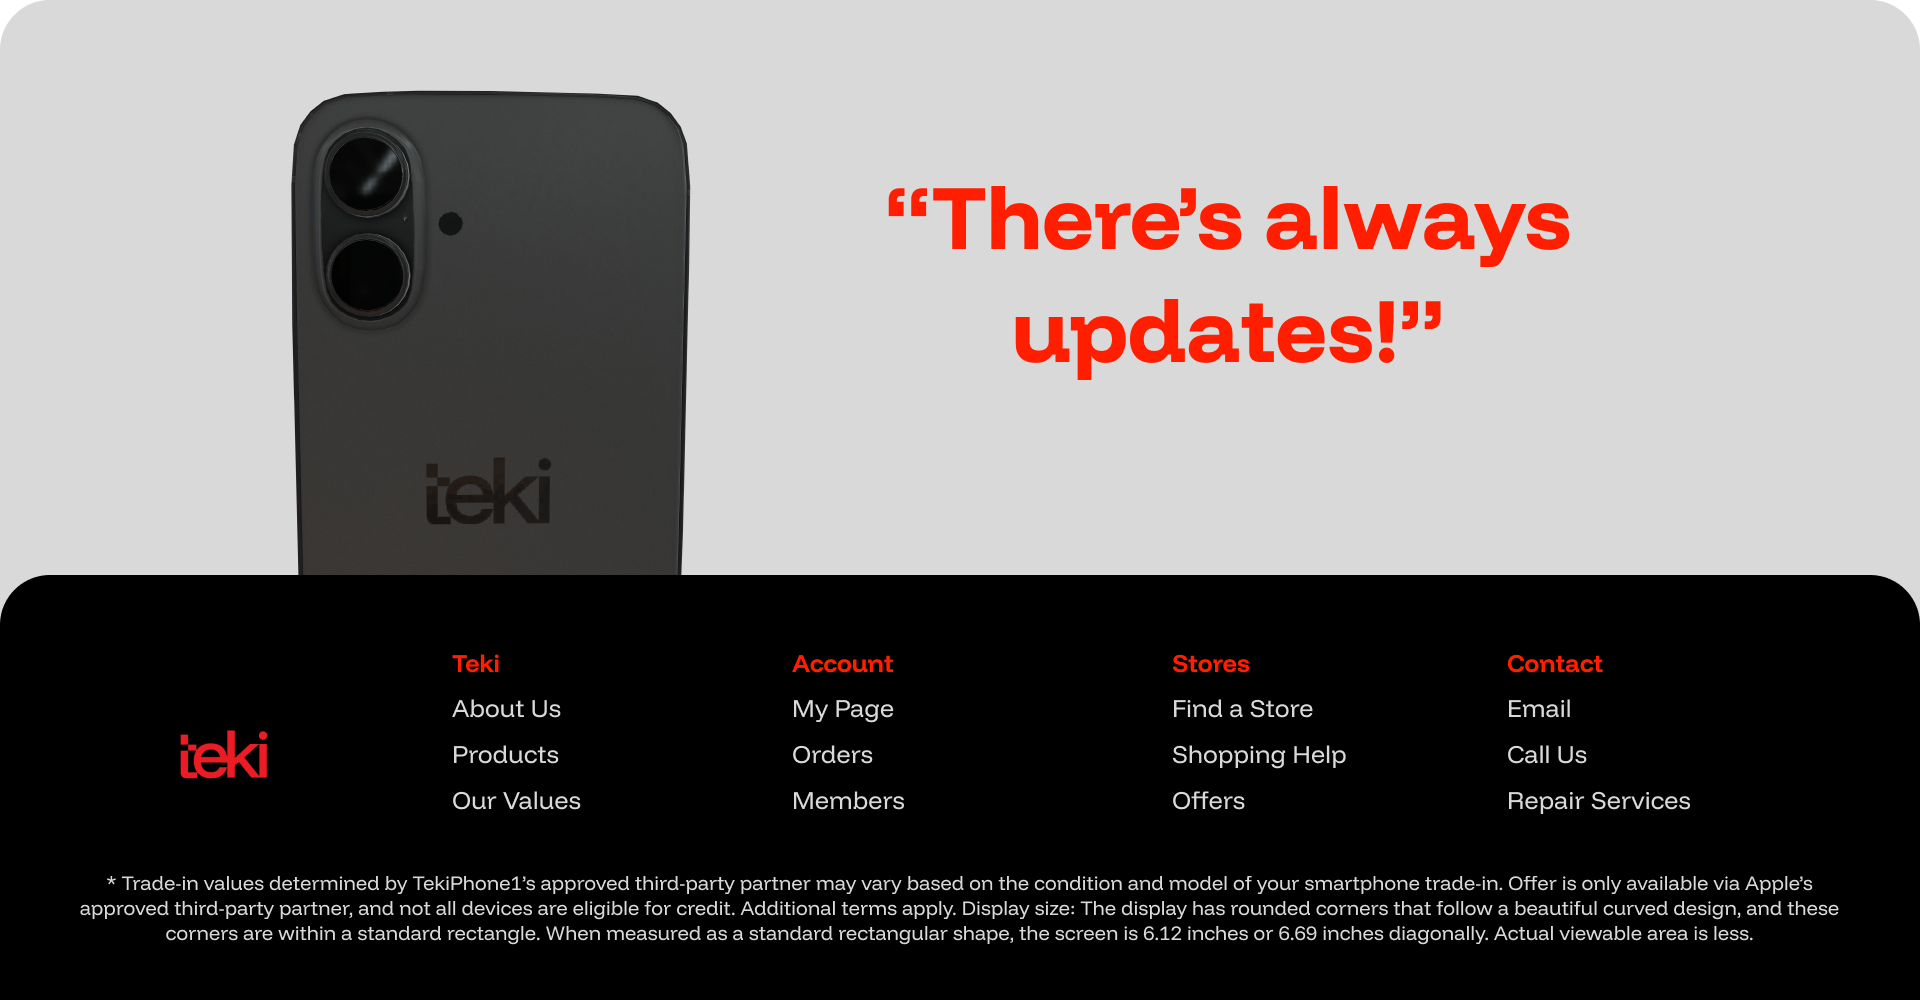 “There’s always
updates!”
teki
teki
Teki
About Us
Products
Our Values
Account
My Page
Orders
Members
Stores
Find a Store
Shopping Help
Offers
Contact
Email
Call Us
Repair Services
* Trade-in values determined by TekiPhone1’s approved third-party partner may vary based on the condition and model of your smartphone trade-in. Offer is only available via Apple’s
approved third-party partner, and not all devices are eligible for credit. Additional terms apply. Display size: The display has rounded corners that follow a beautiful curved design, and these
corners are within a standard rectangle. When measured as a standard rectangular shape, the screen is 6.12 inches or 6.69 inches diagonally. Actual viewable area is less.